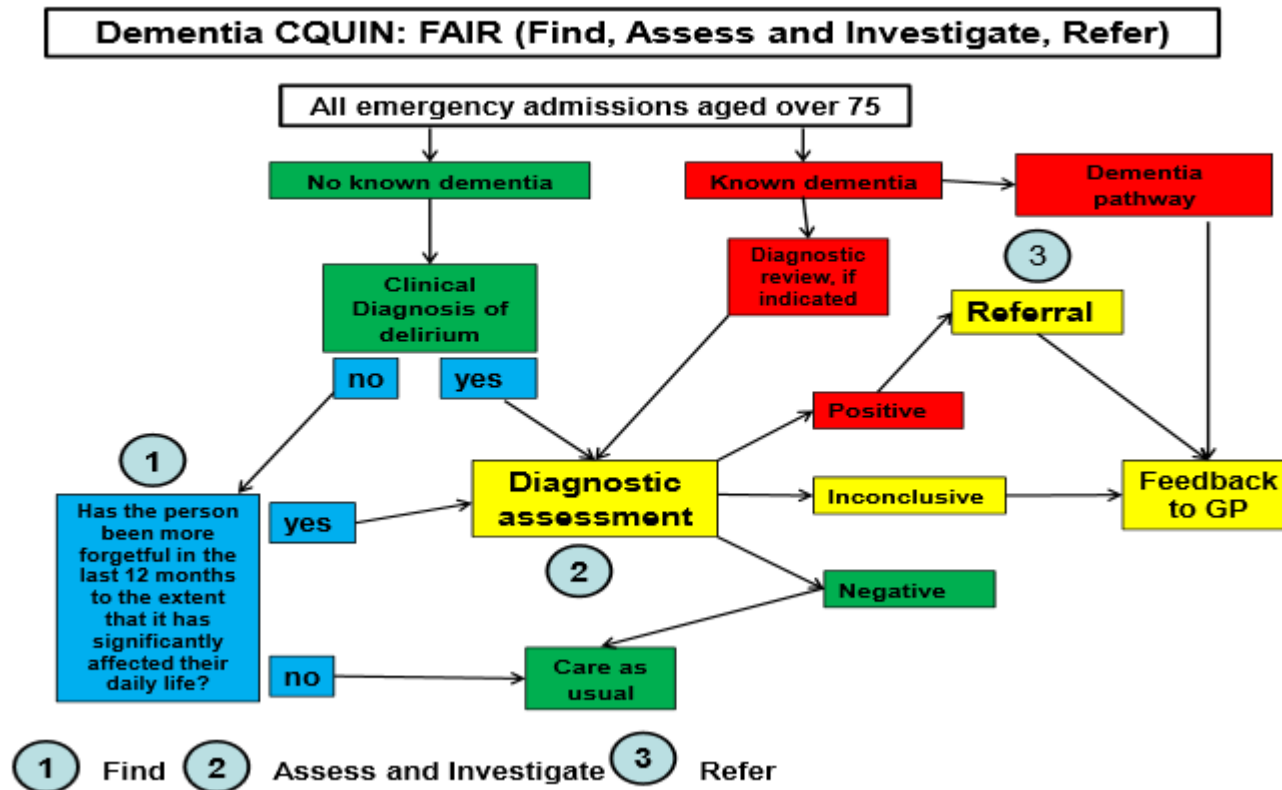 Dementia CQUIN: FAIR (Find, Assess and Investigate, Refer)
All emergency admissions aged over 75
No known dementia
Known dementia
Dementia
pathway
Clinical
Diagnosis of
delirium
Diagnostic
review, if
indicated
3
Referral
no
yes
Positive
1
Has the person
been more
forgetful in the
last 12 months
to the extent
that it has
significantly
affected their
daily life?
yes
Diagnostic
assessment
Inconclusive
Feedback
to GP
2
Negative
no
Care as
usual
1 Find 2 Assess and Investigate 3 Refer